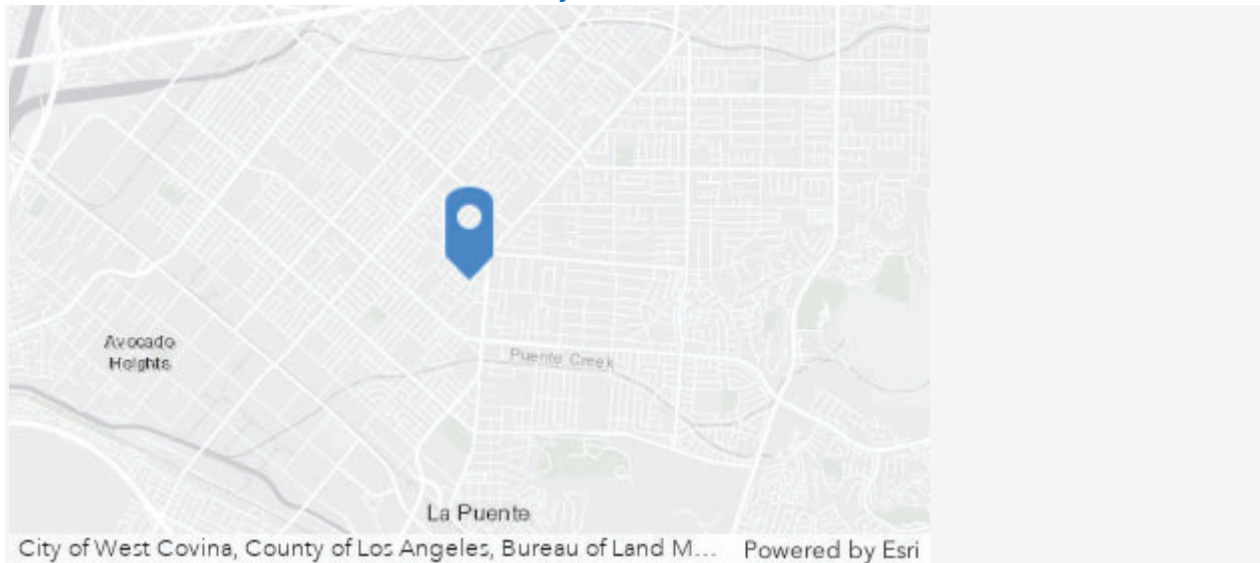 Avocado
Heights
Puente Creek
La Puente
City of West Covina, County of Los Angeles, Bureau of Land M... Powered by Esri